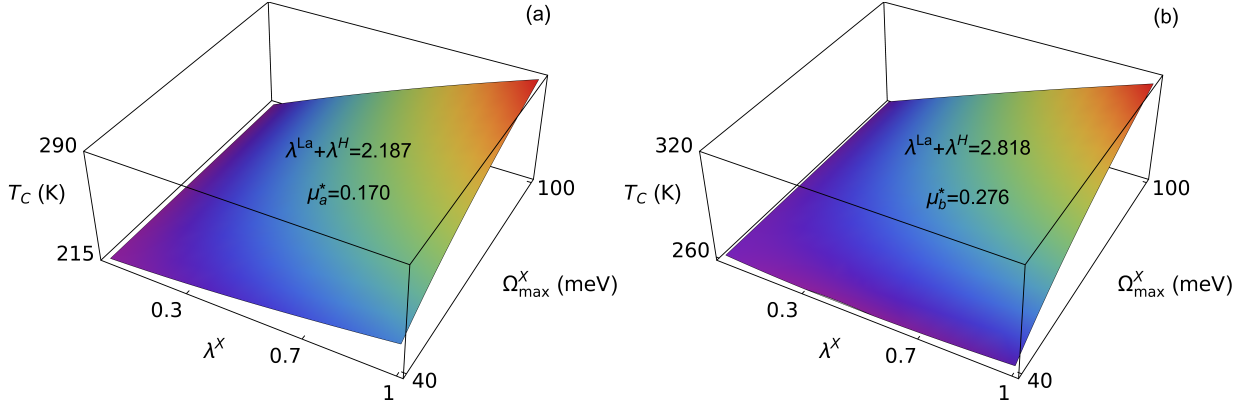 (a)
290
T_C (K)
215
λ^La+λ^H=2.187
μ*_a=0.170
0.3
λ^X
0.7
1
40
Ω^X_max (meV)
100
(b)
320
T_C (K)
260
λ^La+λ^H=2.818
μ*_b=0.276
0.3
λ^X
0.7
1
40
Ω^X_max (meV)
100